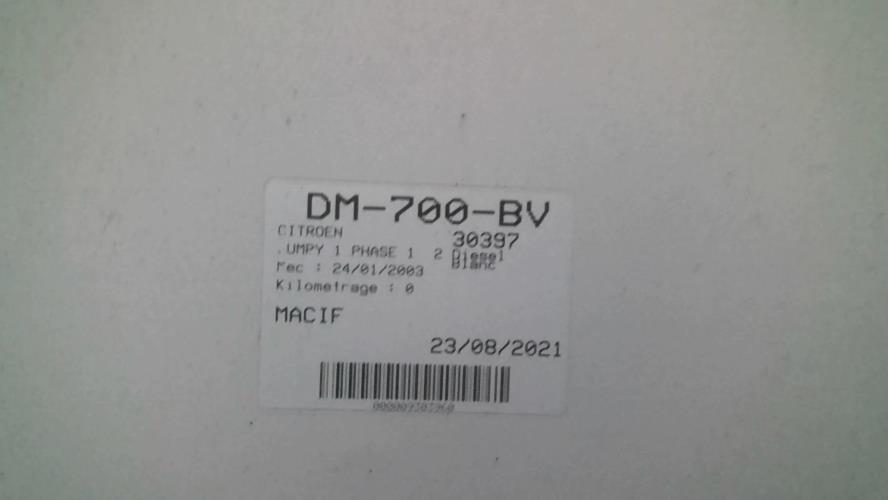 DM-700-BV
CITROEN 30397
.UMPY 1 PHASE 1 2 Diesel
Blanc
Mec : 24/01/2003
Kilometrage : 0
MACIF
23/08/2021